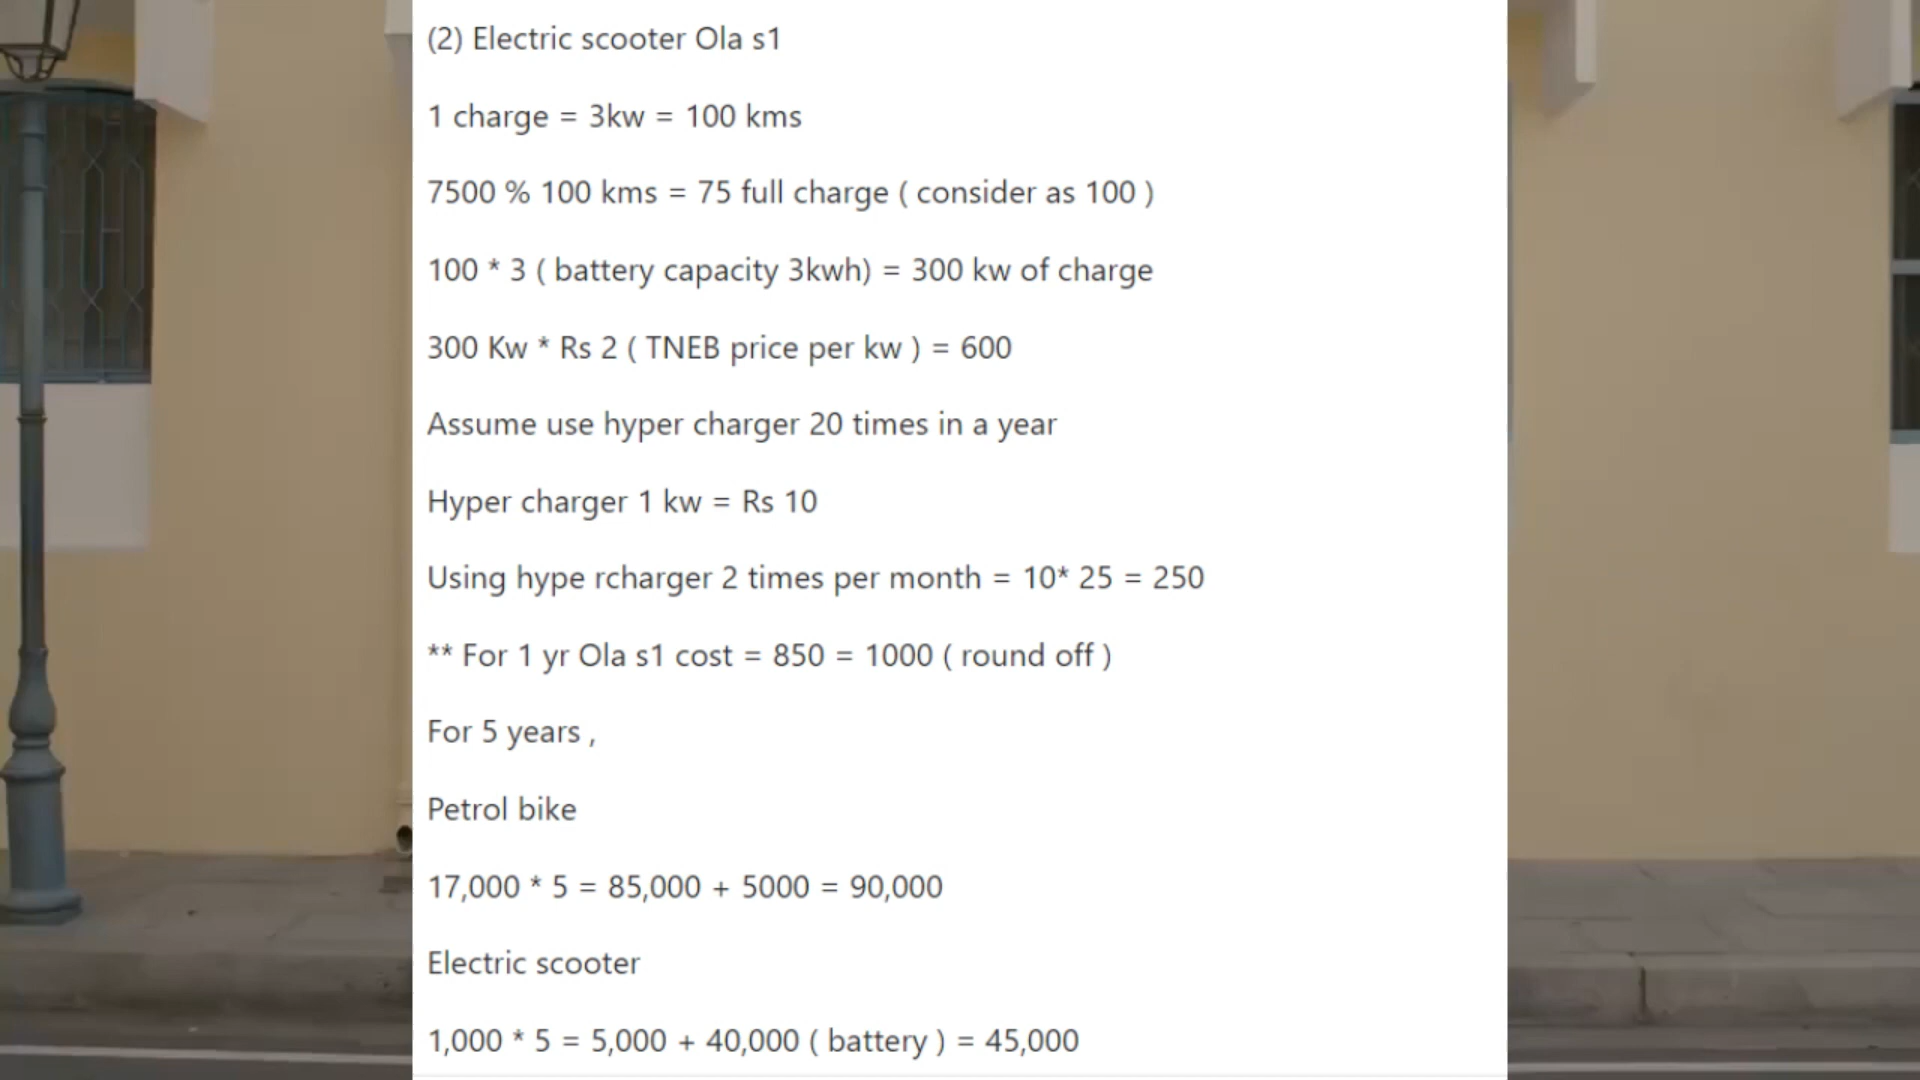 (2) Electric scooter Ola s1
1 charge = 3kw = 100 kms
7500 % 100 kms = 75 full charge ( consider as 100 )
100 * 3 ( battery capacity 3kwh) = 300 kw of charge
300 Kw * Rs 2 ( TNEB price per kw ) = 600
Assume use hyper charger 20 times in a year
Hyper charger 1 kw = Rs 10
Using hype rcharger 2 times per month = 10* 25 = 250
** For 1 yr Ola s1 cost = 850 = 1000 ( round off )
For 5 years ,
Petrol bike
17,000 * 5 = 85,000 + 5000 = 90,000
Electric scooter
1,000 * 5 = 5,000 + 40,000 ( battery ) = 45,000